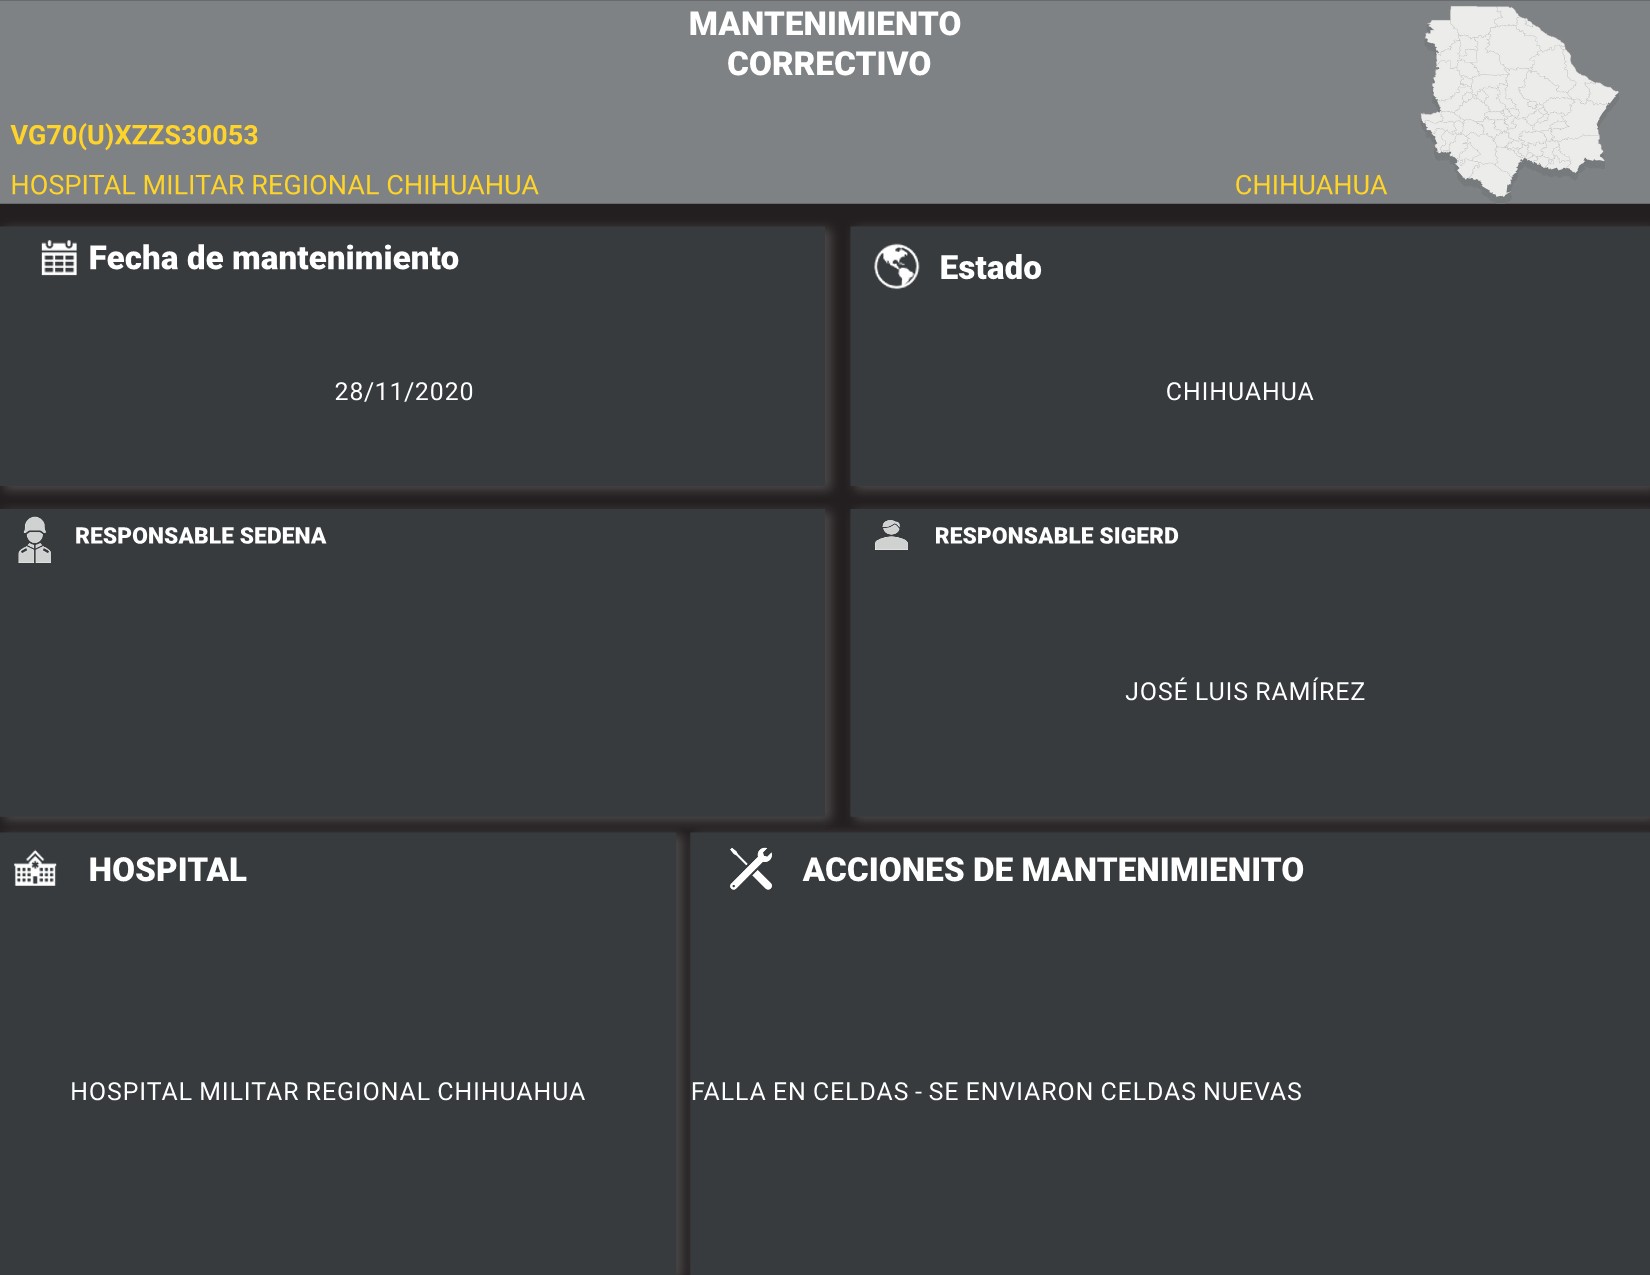 MANTENIMIENTO
CORRECTIVO
VG70(U)XZZS30053
HOSPITAL MILITAR REGIONAL CHIHUAHUA
CHIHUAHUA
Fecha de mantenimiento
28/11/2020
Estado
CHIHUAHUA
RESPONSABLE SEDENA
RESPONSABLE SIGERD
JOSÉ LUIS RAMÍREZ
HOSPITAL
HOSPITAL MILITAR REGIONAL CHIHUAHUA
ACCIONES DE MANTENIMIENITO
FALLA EN CELDAS - SE ENVIARON CELDAS NUEVAS